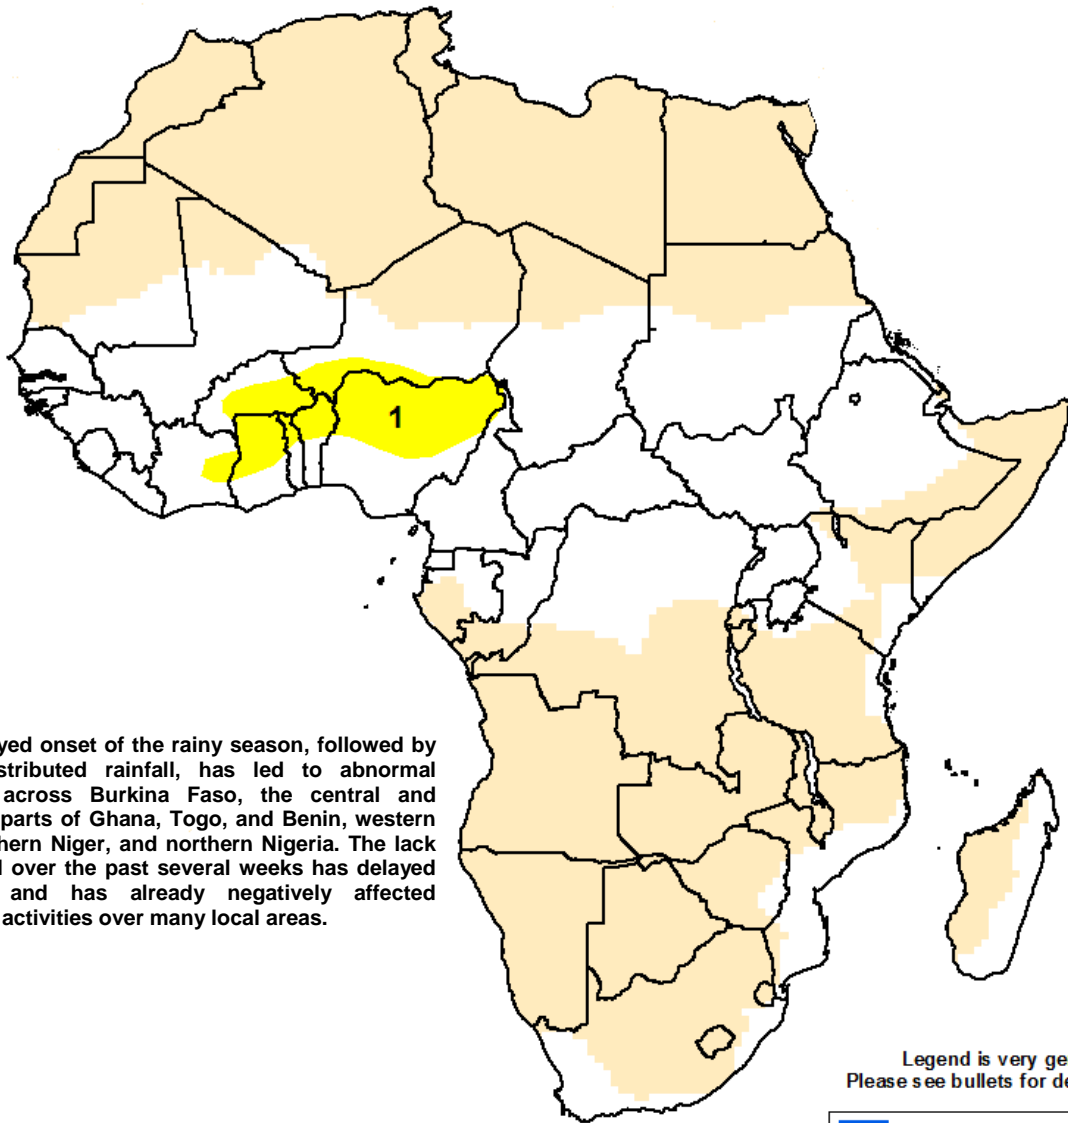 1
yed onset of the rainy season, followed by
stributed rainfall, has led to abnormal
across Burkina Faso, the central and
parts of Ghana, Togo, and Benin, western
hern Niger, and northern Nigeria. The lack
l over the past several weeks has delayed
and has already negatively affected
activities over many local areas.
Legend is very ge
Please see bullets for de